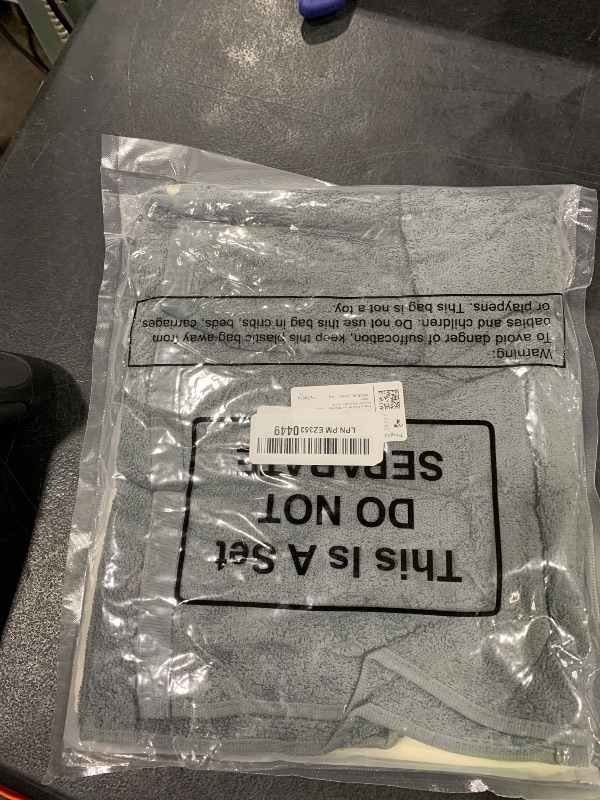 This Is A Set
DO NOT
SEPARATE
LPN PM EZ3533 0449
Warning:
To avoid danger of suffocation, keep this plastic bag away from
babies and children. Do not use this bag in cribs, beds, carriages,
or playpens. This bag is not a toy.